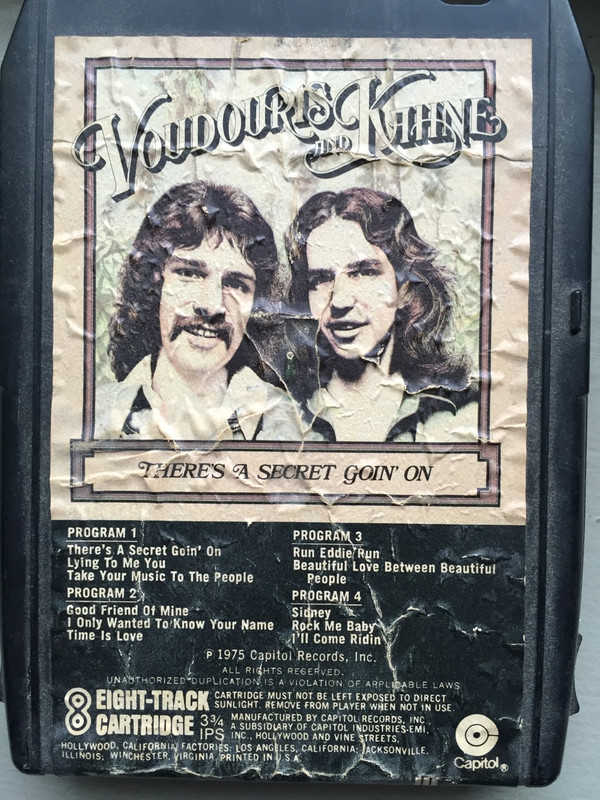 VOUDOURIS
AND KAHNE
THERE'S A SECRET GOIN' ON
PROGRAM 1
There's A Secret Goin' On
Lying To Me You
Take Your Music To The People
PROGRAM 2
Good Friend Of Mine
I Only Wanted To Know Your Name
Time Is Love
PROGRAM 3
Run Eddie Run
Beautiful Love Between Beautiful
People
PROGRAM 4
Sidney
Rock Me Baby
I'll Come Ridin'
℗ 1975 Capitol Records, Inc.
ALL RIGHTS RESERVED.
UNAUTHORIZED DUPLICATION IS A VIOLATION OF APPLICABLE LAWS
8 EIGHT-TRACK
CARTRIDGE 3¾
IPS
CARTRIDGE MUST NOT BE LEFT EXPOSED TO DIRECT
SUNLIGHT. REMOVE FROM PLAYER WHEN NOT IN USE.
MANUFACTURED BY CAPITOL RECORDS, INC.
A SUBSIDIARY OF CAPITOL INDUSTRIES-EMI,
INC., HOLLYWOOD AND VINE STREETS,
HOLLYWOOD, CALIFORNIA. FACTORIES: LOS ANGELES, CALIFORNIA; JACKSONVILLE,
ILLINOIS; WINCHESTER, VIRGINIA. PRINTED IN U.S.A.
Capitol®